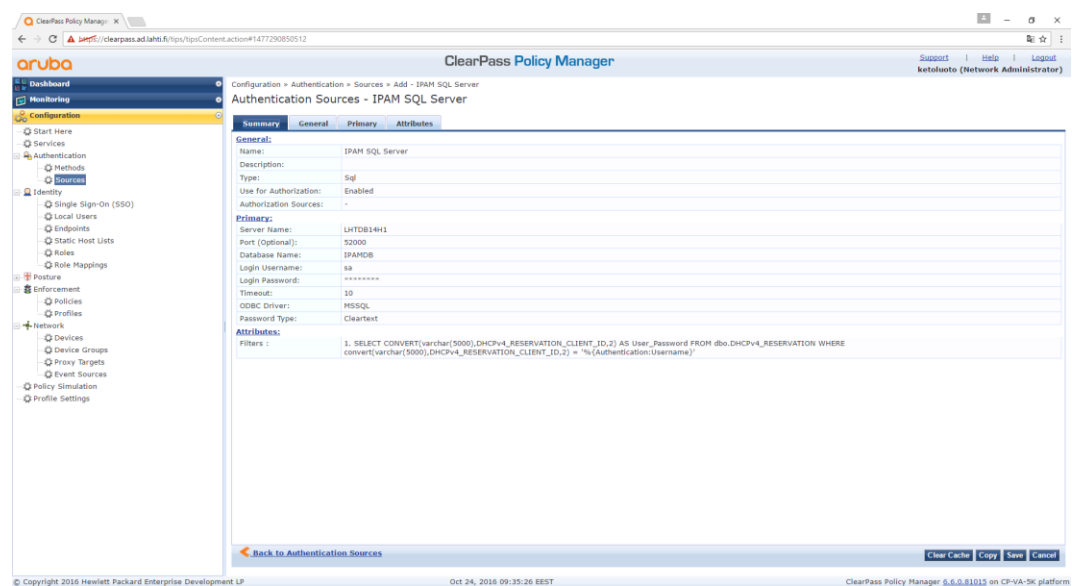 ClearPass Policy Manag
https://clearpass.ad.lahti.fi/tips/tipsContent.action#1477290850512
aruba
ClearPass Policy Manager
Support | Help | Logout
ketoluoto (Network Administrator)
Dashboard
Monitoring
Configuration
Start Here
Services
Authentication
Methods
Sources
Identity
Single Sign-On (SSO)
Local Users
Endpoints
Static Host Lists
Roles
Role Mappings
Posture
Enforcement
Policies
Profiles
Network
Devices
Device Groups
Proxy Targets
Event Sources
Policy Simulation
Profile Settings
Configuration » Authentication » Sources » Add - IPAM SQL Server
Authentication Sources - IPAM SQL Server
Summary General Primary Attributes
General:
Name: IPAM SQL Server
Description:
Type: Sql
Use for Authorization: Enabled
Authorization Sources: -
Primary:
Server Name: LHTDB14H1
Port (Optional): 52000
Database Name: IPAMDB
Login Username: sa
Login Password: ********
Timeout: 10
ODBC Driver: MSSQL
Password Type: Cleartext
Attributes:
Filters : 1. SELECT CONVERT(varchar(5000),DHCPv4_RESERVATION_CLIENT_ID,2) AS User_Password FROM dbo.DHCPv4_RESERVATION WHERE
convert(varchar(5000),DHCPv4_RESERVATION_CLIENT_ID,2) = '%{Authentication:Username}'
Back to Authentication Sources
Clear Cache Copy Save Cancel
© Copyright 2016 Hewlett Packard Enterprise Development LP
Oct 24, 2016 09:35:26 EEST
ClearPass Policy Manager 6.6.0.81015 on CP-VA-5K platform